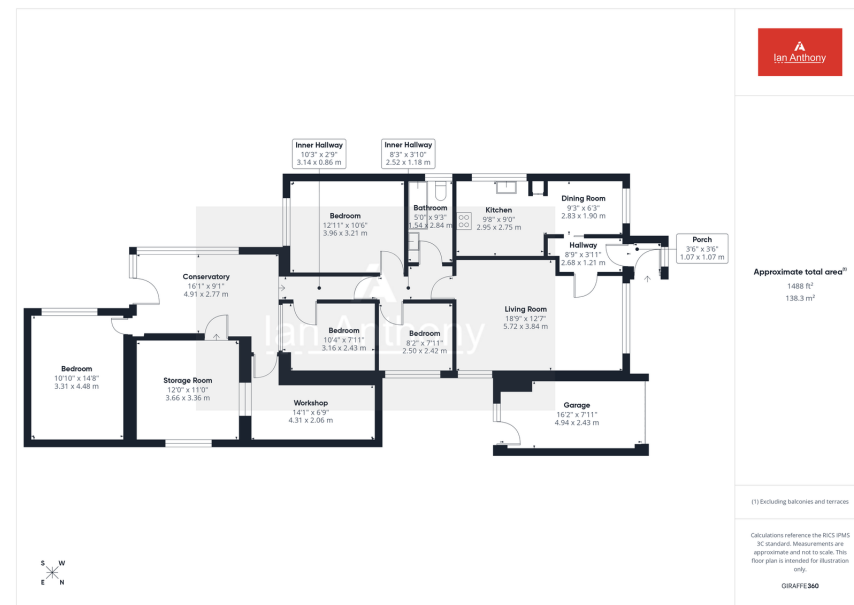 Ian Anthony
Inner Hallway
10'3" x 2'9"
3.14 x 0.86 m
Inner Hallway
8'3" x 3'10"
2.52 x 1.18 m
Bedroom
12'11" x 10'6"
3.96 x 3.21 m
Bathroom
5'0" x 9'3"
1.54 x 2.84 m
Kitchen
9'8" x 9'0"
2.95 x 2.75 m
Dining Room
9'3" x 6'3"
2.83 x 1.90 m
Hallway
8'9" x 3'11"
2.68 x 1.21 m
Porch
3'6" x 3'6"
1.07 x 1.07 m
Conservatory
16'1" x 9'1"
4.91 x 2.77 m
Living Room
18'9" x 12'7"
5.72 x 3.84 m
Ian Anthony
Bedroom
10'4" x 7'11"
3.16 x 2.43 m
Bedroom
8'2" x 7'11"
2.50 x 2.42 m
Bedroom
10'10" x 14'8"
3.31 x 4.48 m
Storage Room
12'0" x 11'0"
3.66 x 3.36 m
Workshop
14'1" x 6'9"
4.31 x 2.06 m
Garage
16'2" x 7'11"
4.94 x 2.43 m
S W
E N
Approximate total area⁽¹⁾
1488 ft²
138.3 m²
(1) Excluding balconies and terraces
Calculations reference the RICS IPMS
3C standard. Measurements are
approximate and not to scale. This
floor plan is intended for illustration
only.
GIRAFFE360